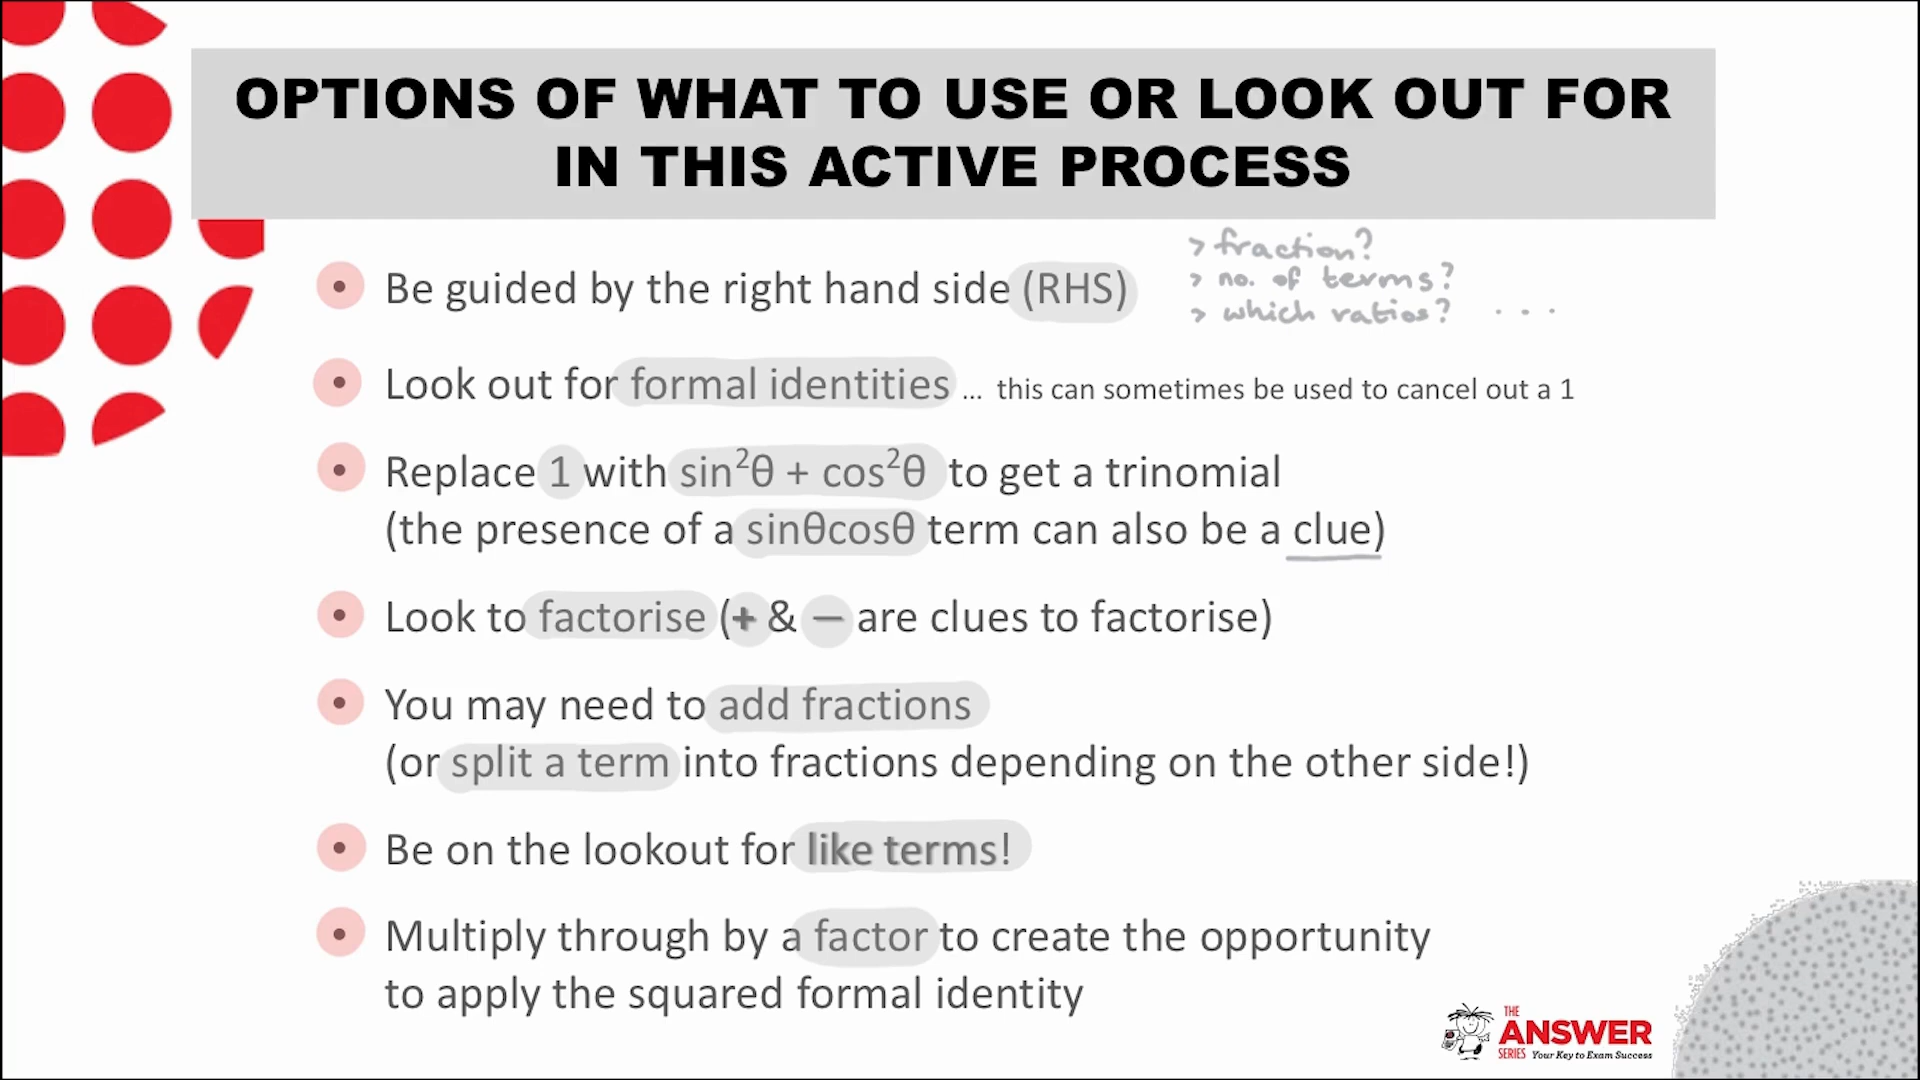 OPTIONS OF WHAT TO USE OR LOOK OUT FOR
IN THIS ACTIVE PROCESS
• Be guided by the right hand side (RHS)
> fraction?
> no. of terms?
> which ratios? . . .
• Look out for formal identities ... this can sometimes be used to cancel out a 1
• Replace 1 with sin²θ + cos²θ to get a trinomial
(the presence of a sinθcosθ term can also be a clue)
• Look to factorise (+ & – are clues to factorise)
• You may need to add fractions
(or split a term into fractions depending on the other side!)
• Be on the lookout for like terms!
• Multiply through by a factor to create the opportunity
to apply the squared formal identity
THE
ANSWER
SERIES Your Key to Exam Success